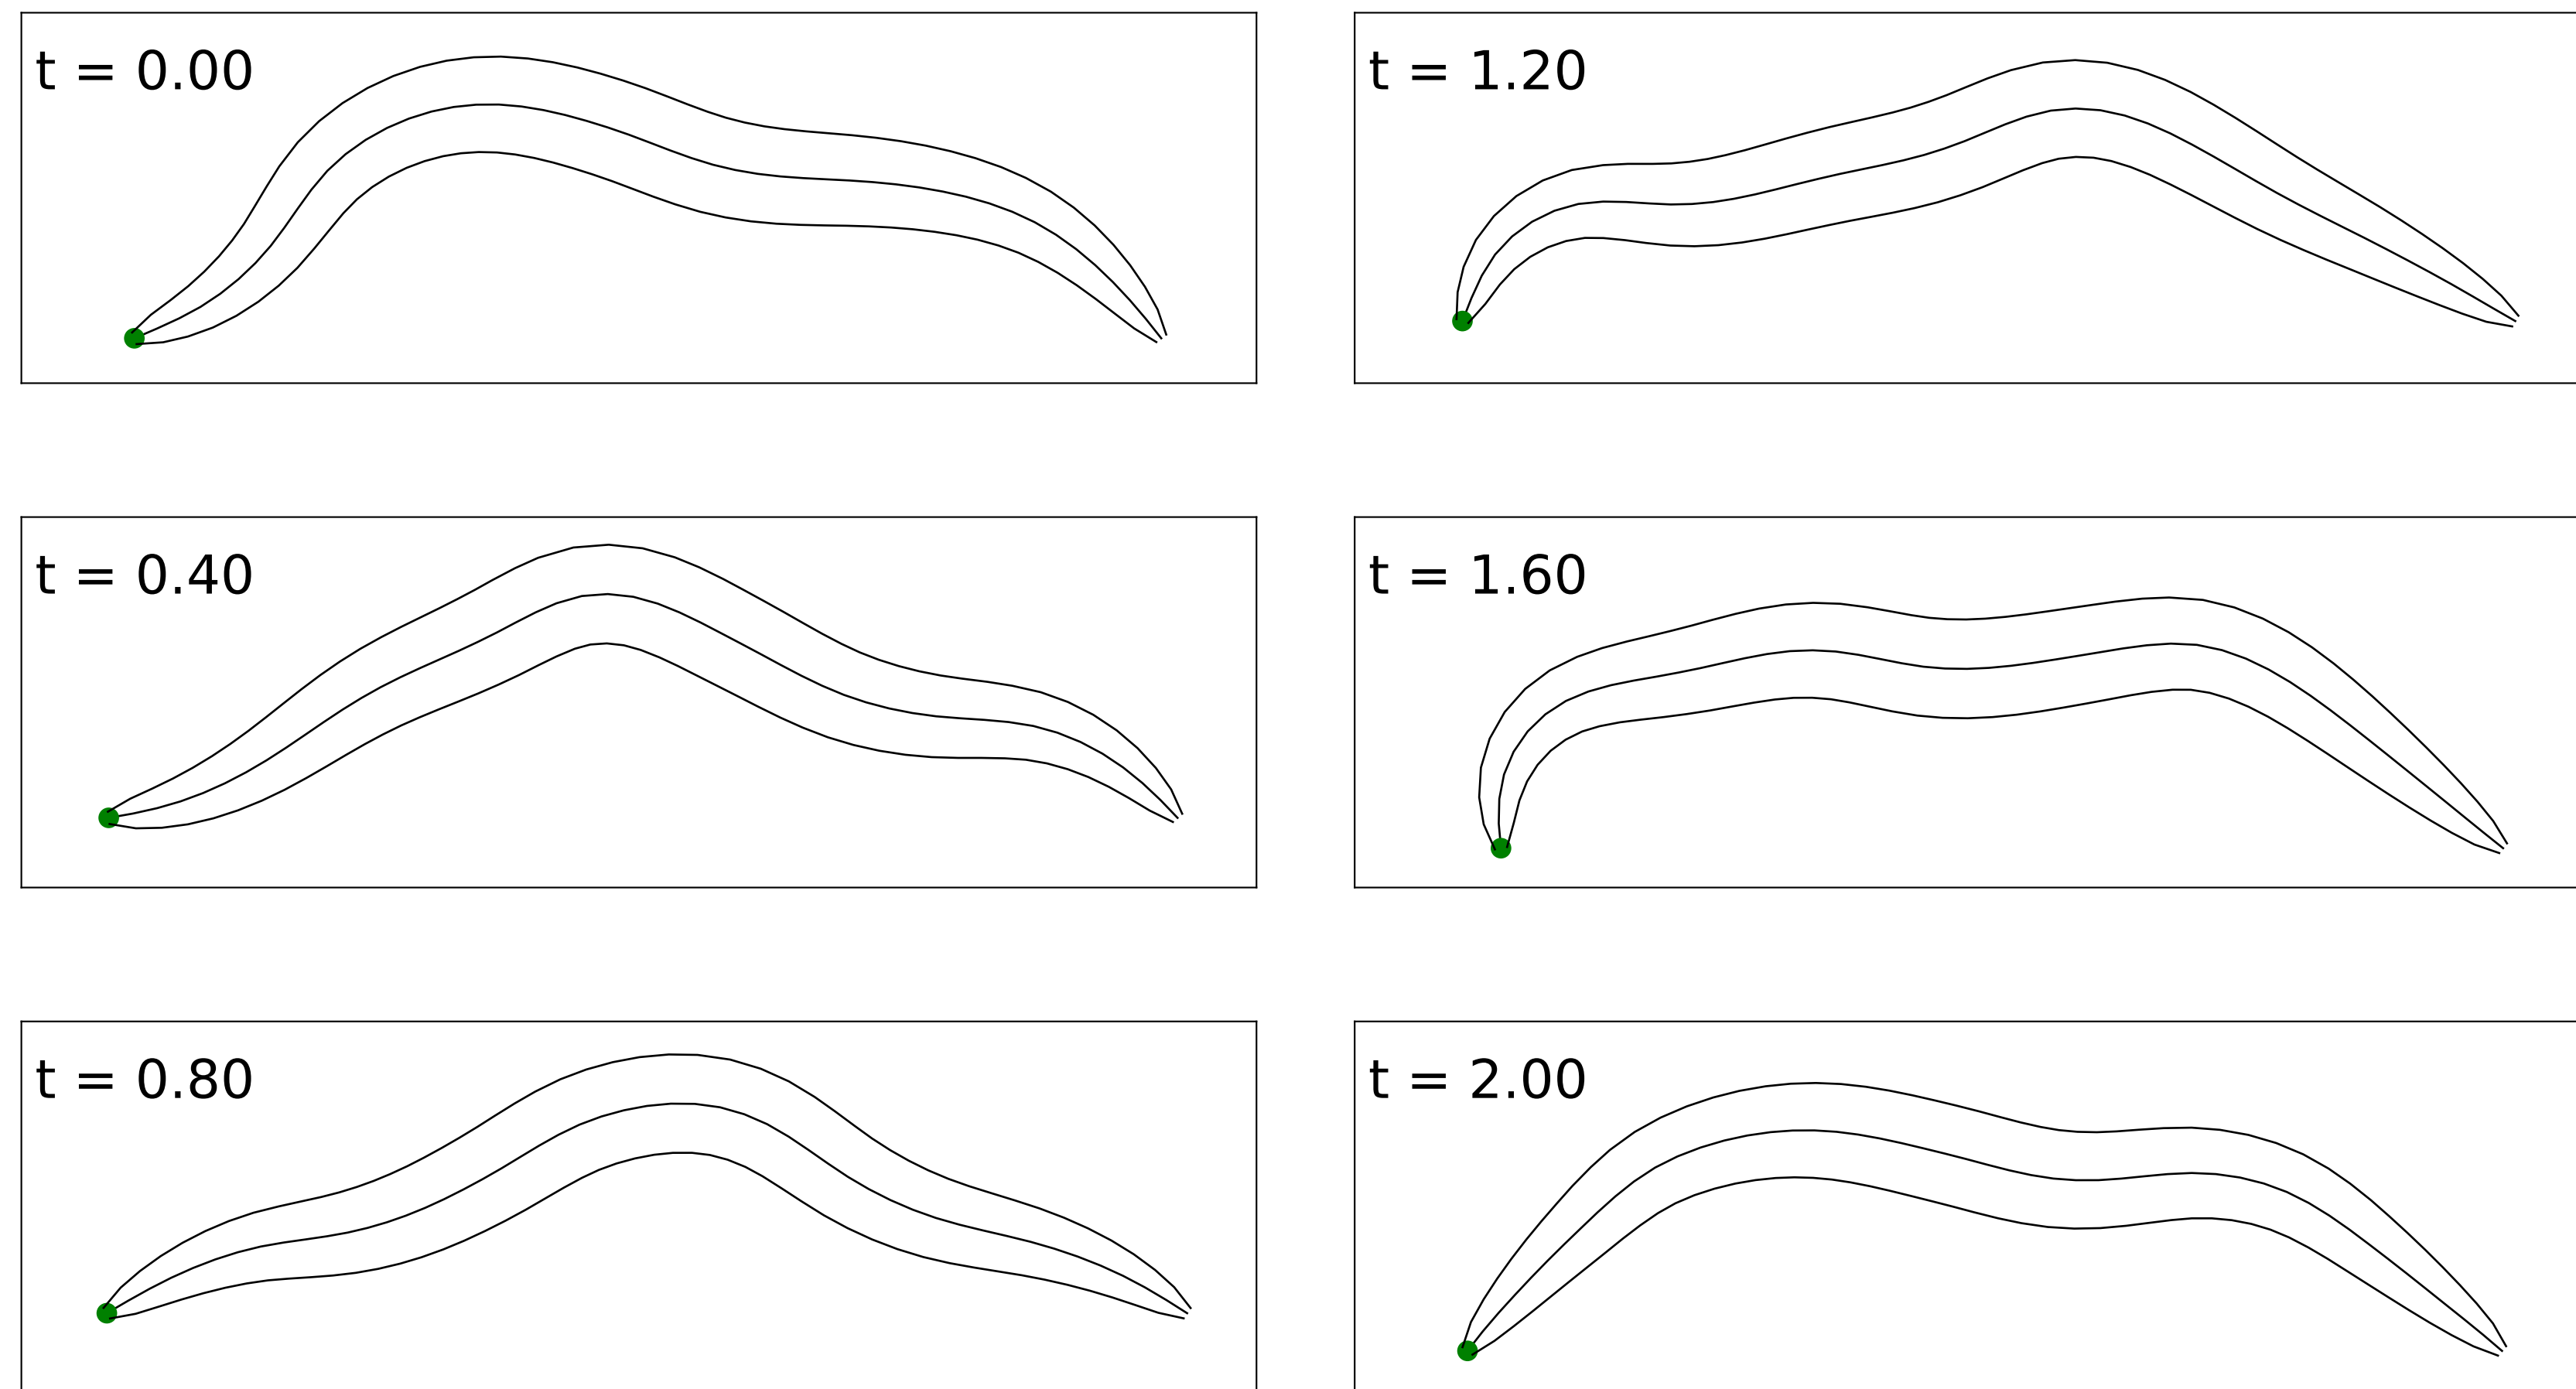 t = 0.00
t = 1.20
t = 0.40
t = 1.60
t = 0.80
t = 2.00